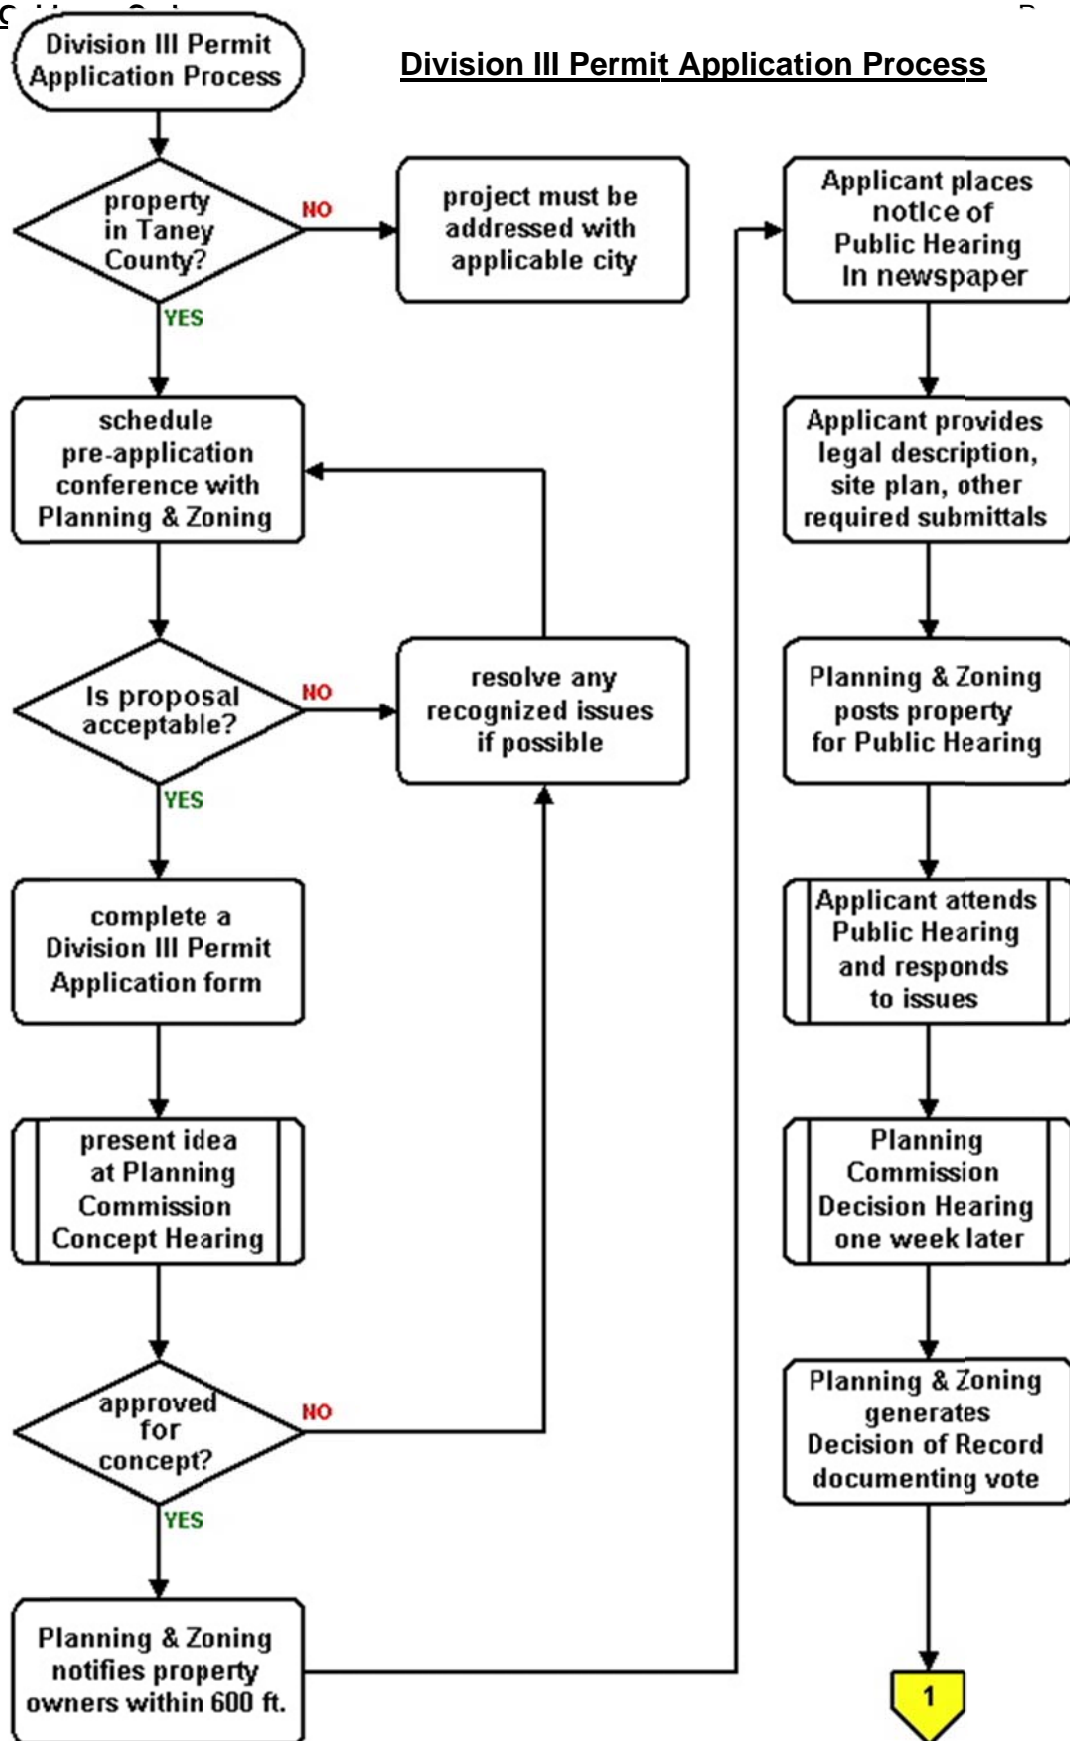 Division III Permit Application Process
Division III Permit
Application Process
property
in Taney
County?
NO
project must be
addressed with
applicable city
YES
schedule
pre-application
conference with
Planning & Zoning
Is proposal
acceptable?
NO
resolve any
recognized issues
if possible
YES
complete a
Division III Permit
Application form
present idea
at Planning
Commission
Concept Hearing
approved
for
concept?
NO
YES
Planning & Zoning
notifies property
owners within 600 ft.
Applicant places
notice of
Public Hearing
In newspaper
Applicant provides
legal description,
site plan, other
required submittals
Planning & Zoning
posts property
for Public Hearing
Applicant attends
Public Hearing
and responds
to issues
Planning
Commission
Decision Hearing
one week later
Planning & Zoning
generates
Decision of Record
documenting vote
1